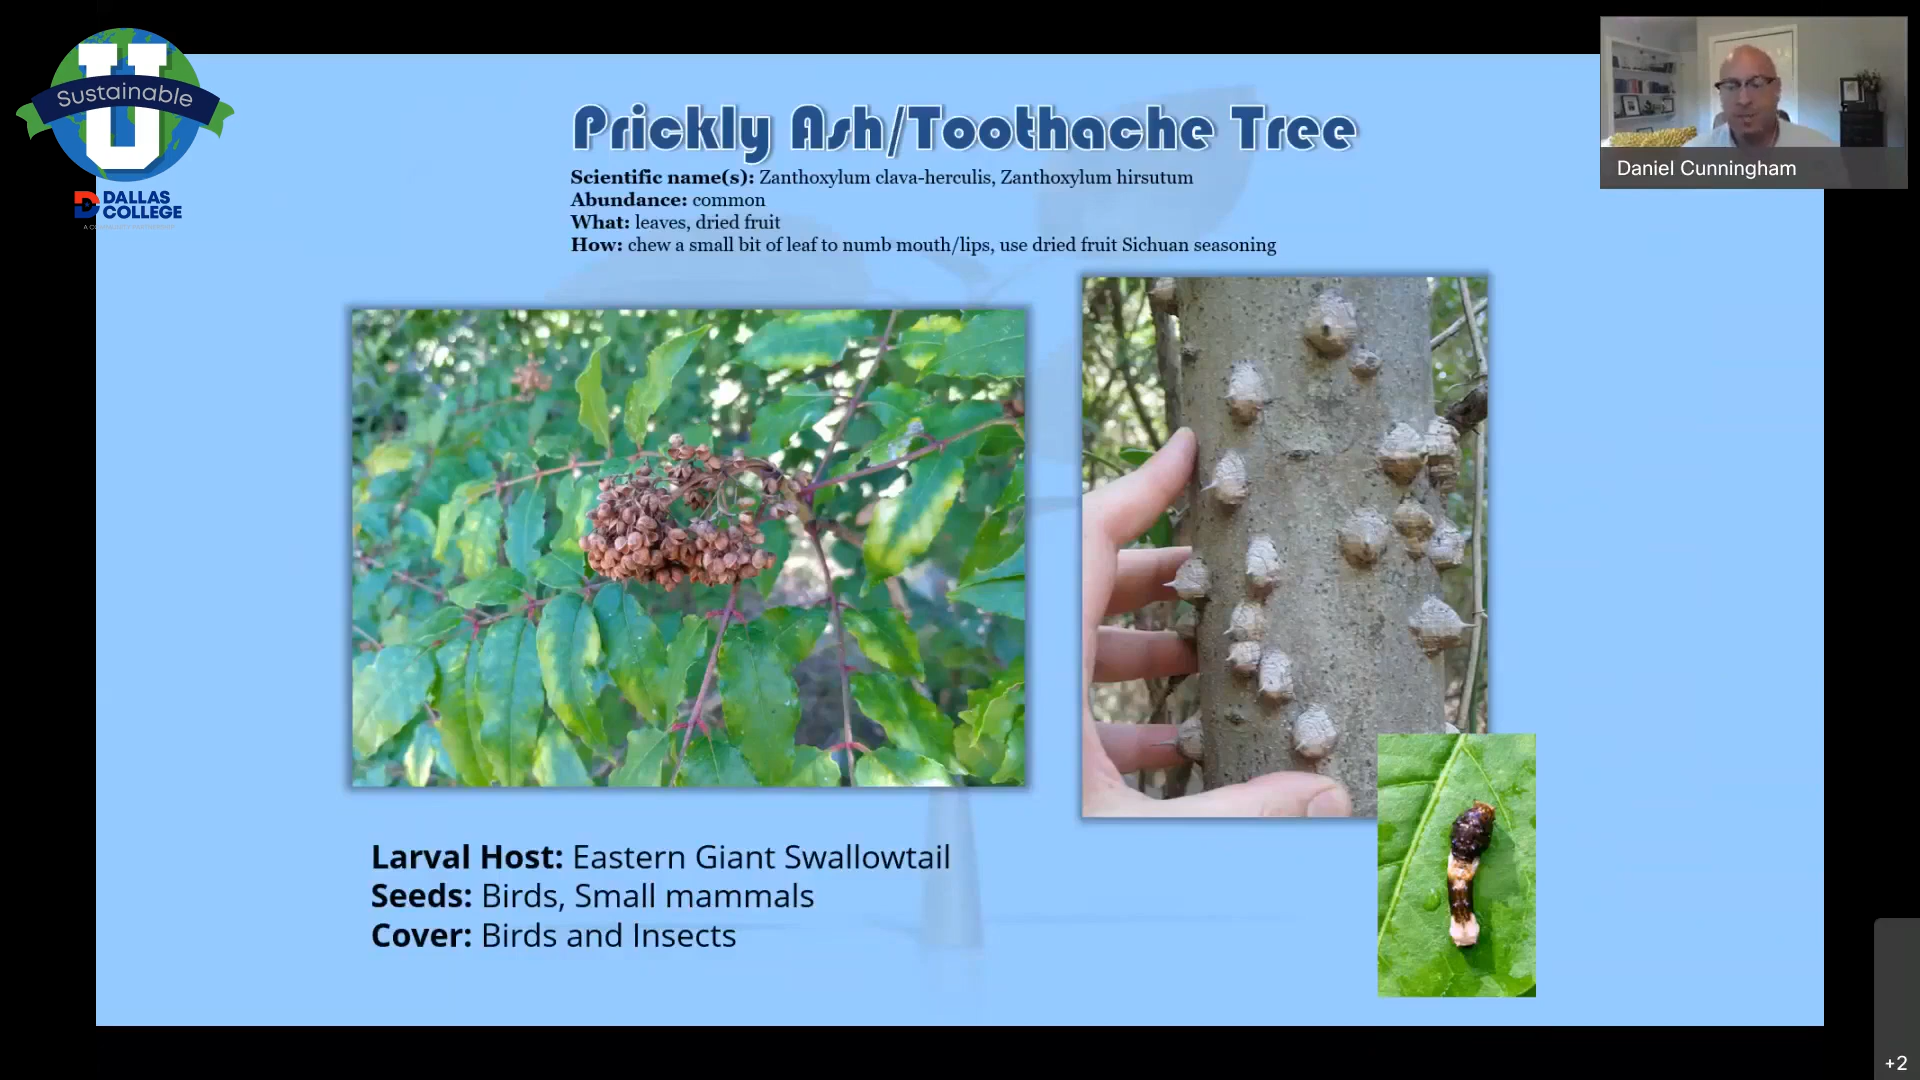 U
Sustainable
DALLAS
COLLEGE
Daniel Cunningham
Prickly Ash/Toothache Tree
Scientific name(s): Zanthoxylum clava-herculis, Zanthoxylum hirsutum
Abundance: common
What: leaves, dried fruit
How: chew a small bit of leaf to numb mouth/lips, use dried fruit Sichuan seasoning
Larval Host: Eastern Giant Swallowtail
Seeds: Birds, Small mammals
Cover: Birds and Insects
+2